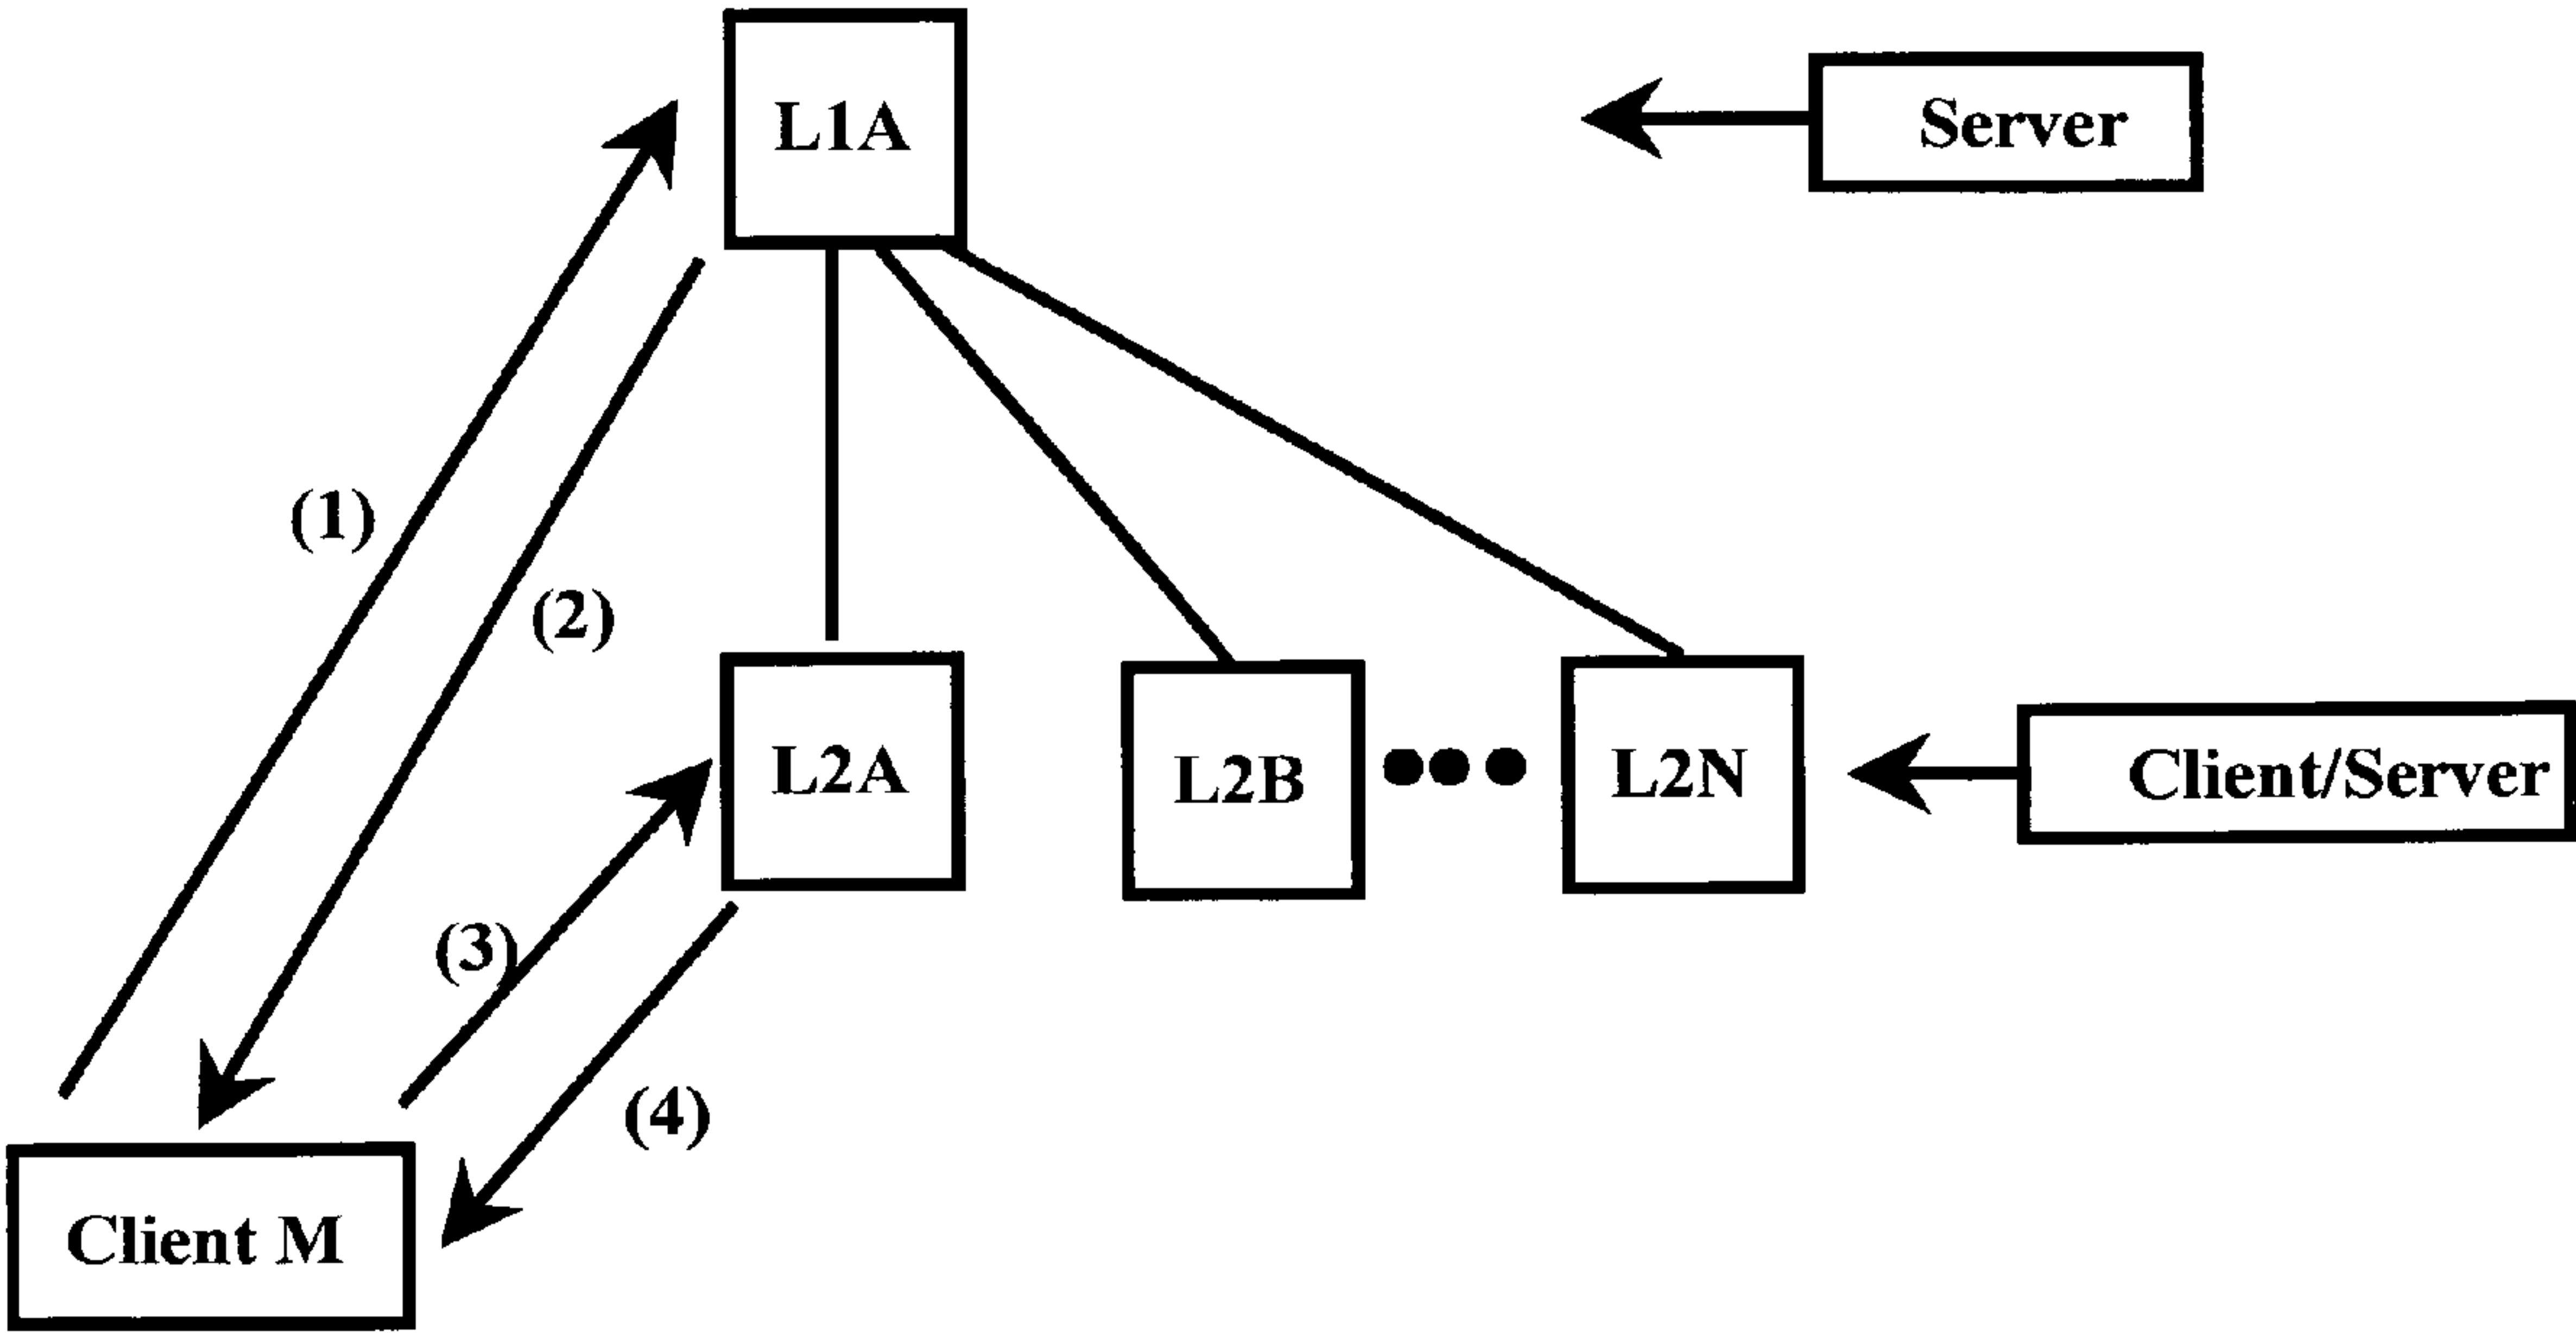 L1A
Server
(1)
(2)
L2A
L2B
L2N
Client/Server
(3)
(4)
Client M